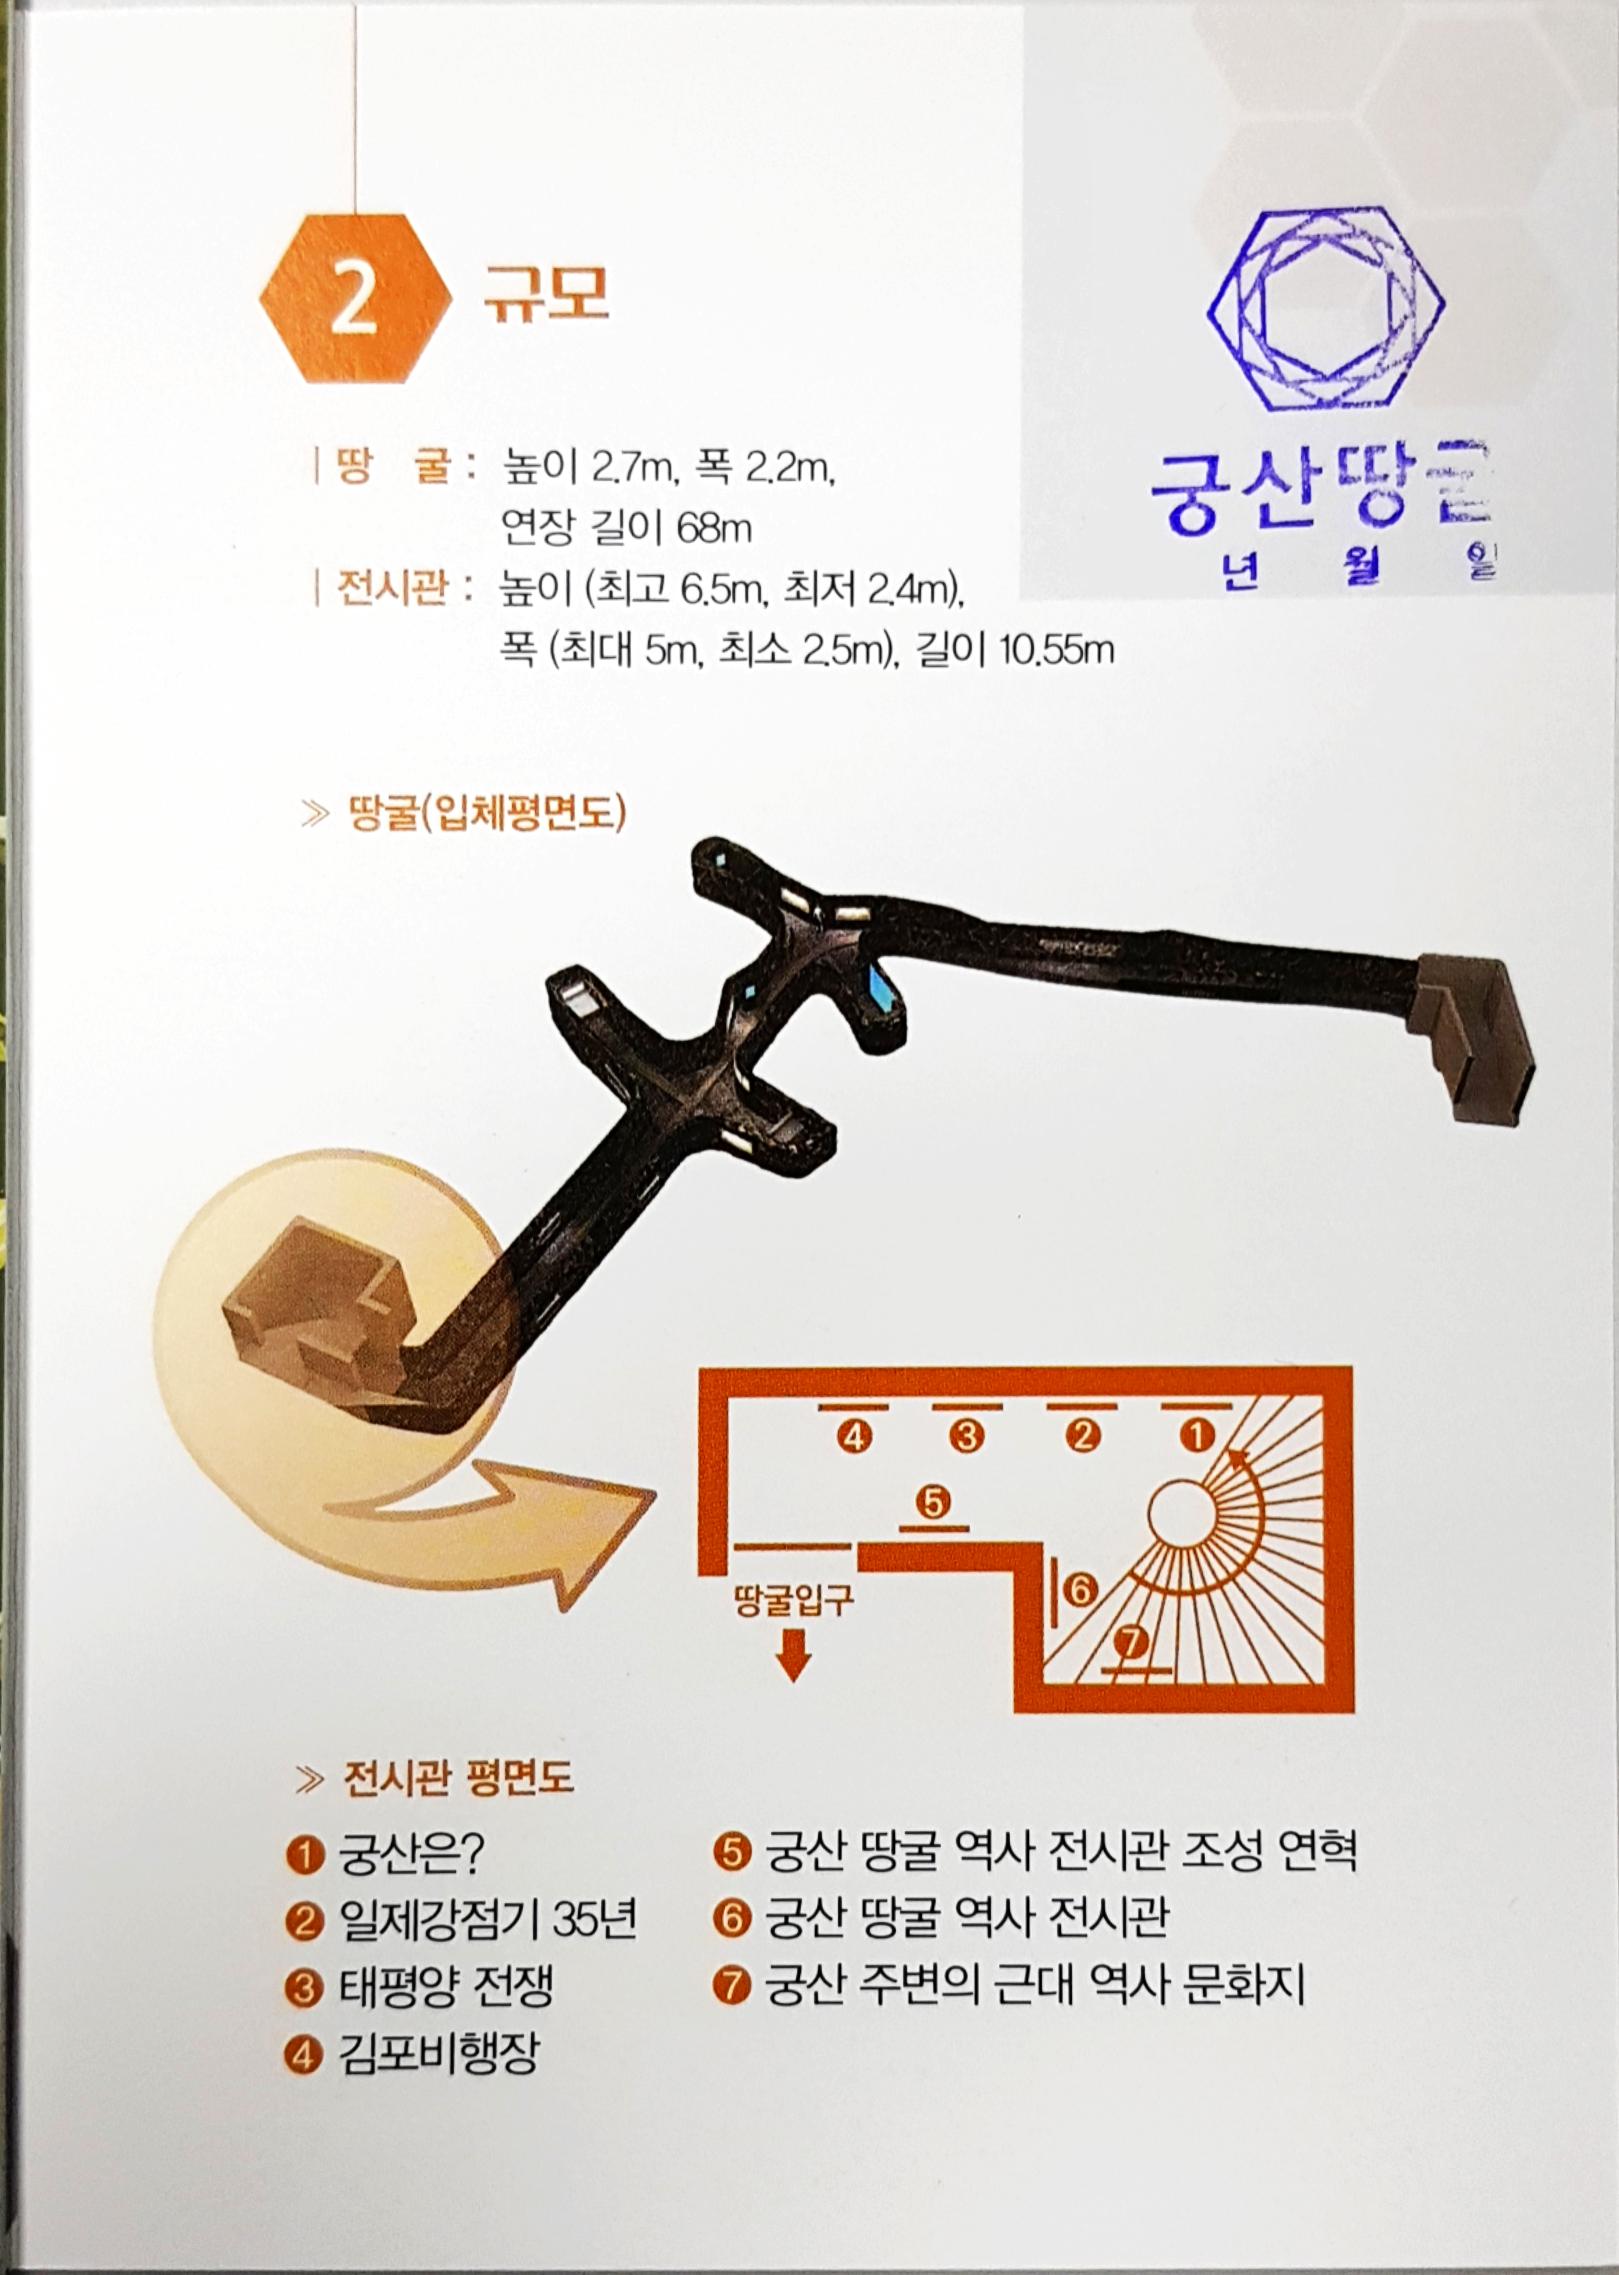 2 규모
| 땅 굴 : 높이 2.7m, 폭 2.2m,
연장 길이 68m
| 전시관 : 높이 (최고 6.5m, 최저 2.4m),
폭 (최대 5m, 최소 2.5m), 길이 10.55m
궁산땅굴
년 월 일
≫ 땅굴(입체평면도)
4 3 2 1
5
6
땅굴입구
7
≫ 전시관 평면도
1 궁산은?
2 일제강점기 35년
3 태평양 전쟁
4 김포비행장
5 궁산 땅굴 역사 전시관 조성 연혁
6 궁산 땅굴 역사 전시관
7 궁산 주변의 근대 역사 문화지